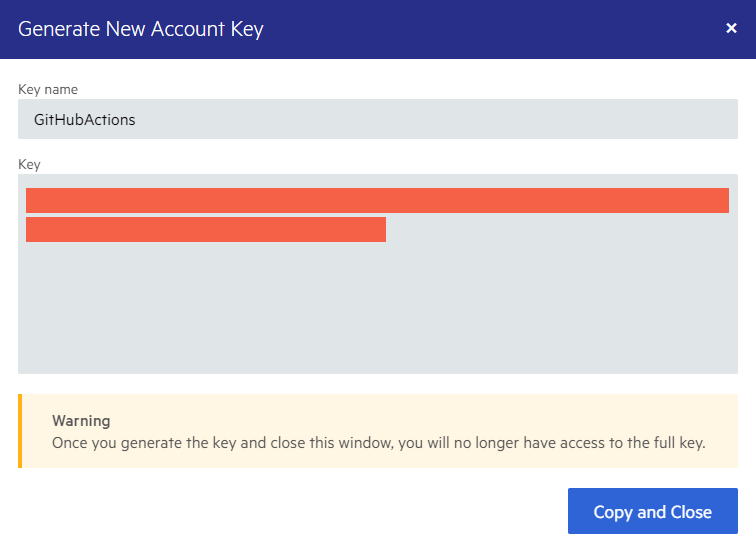 Generate New Account Key
×
Key name
GitHubActions
Key
Warning
Once you generate the key and close this window, you will no longer have access to the full key.
Copy and Close